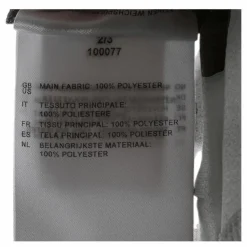 2/3
100077
GB MAIN FABRIC: 100% POLYESTER
US
IT TESSUTO PRINCIPALE:
100% POLIESTERE
FR TISSU PRINCIPAL: 100% POLYESTER
ES TELA PRINCIPAL: 100% POLIÉSTER
NL BELANGRIJKSTE MATERIAAL:
100% POLYESTER